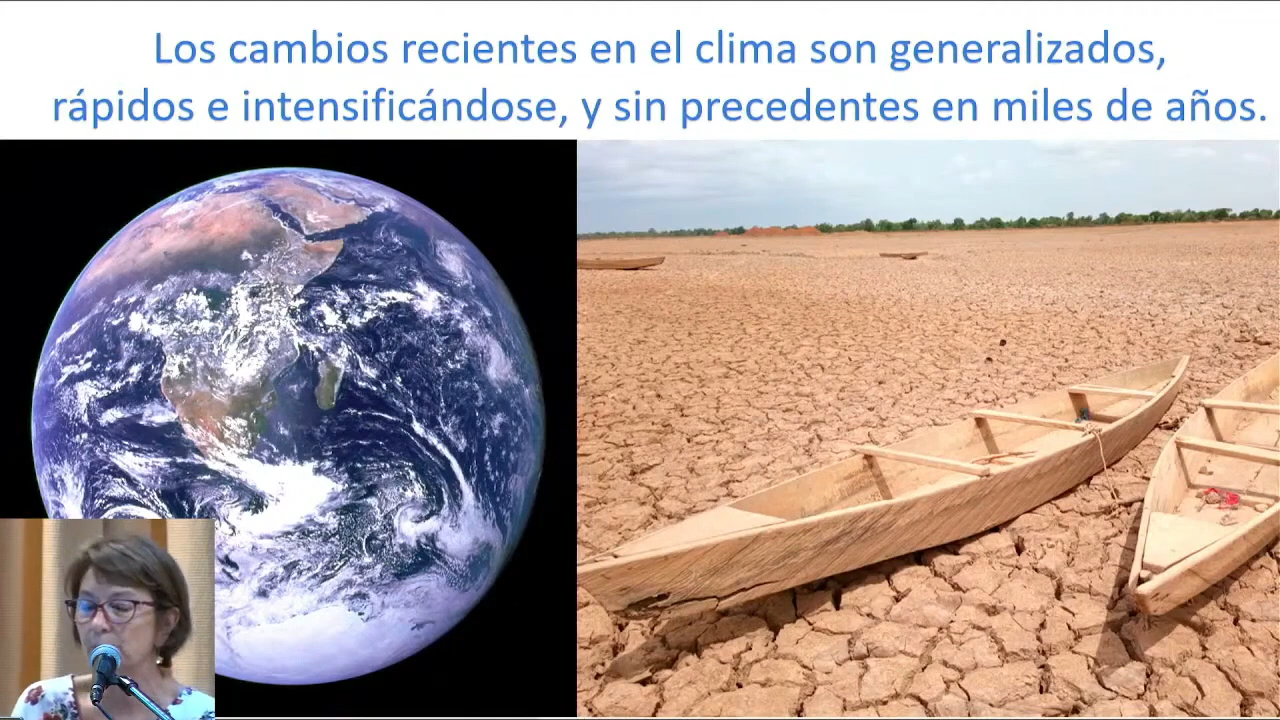 Los cambios recientes en el clima son generalizados,
rápidos e intensificándose, y sin precedentes en miles de años.